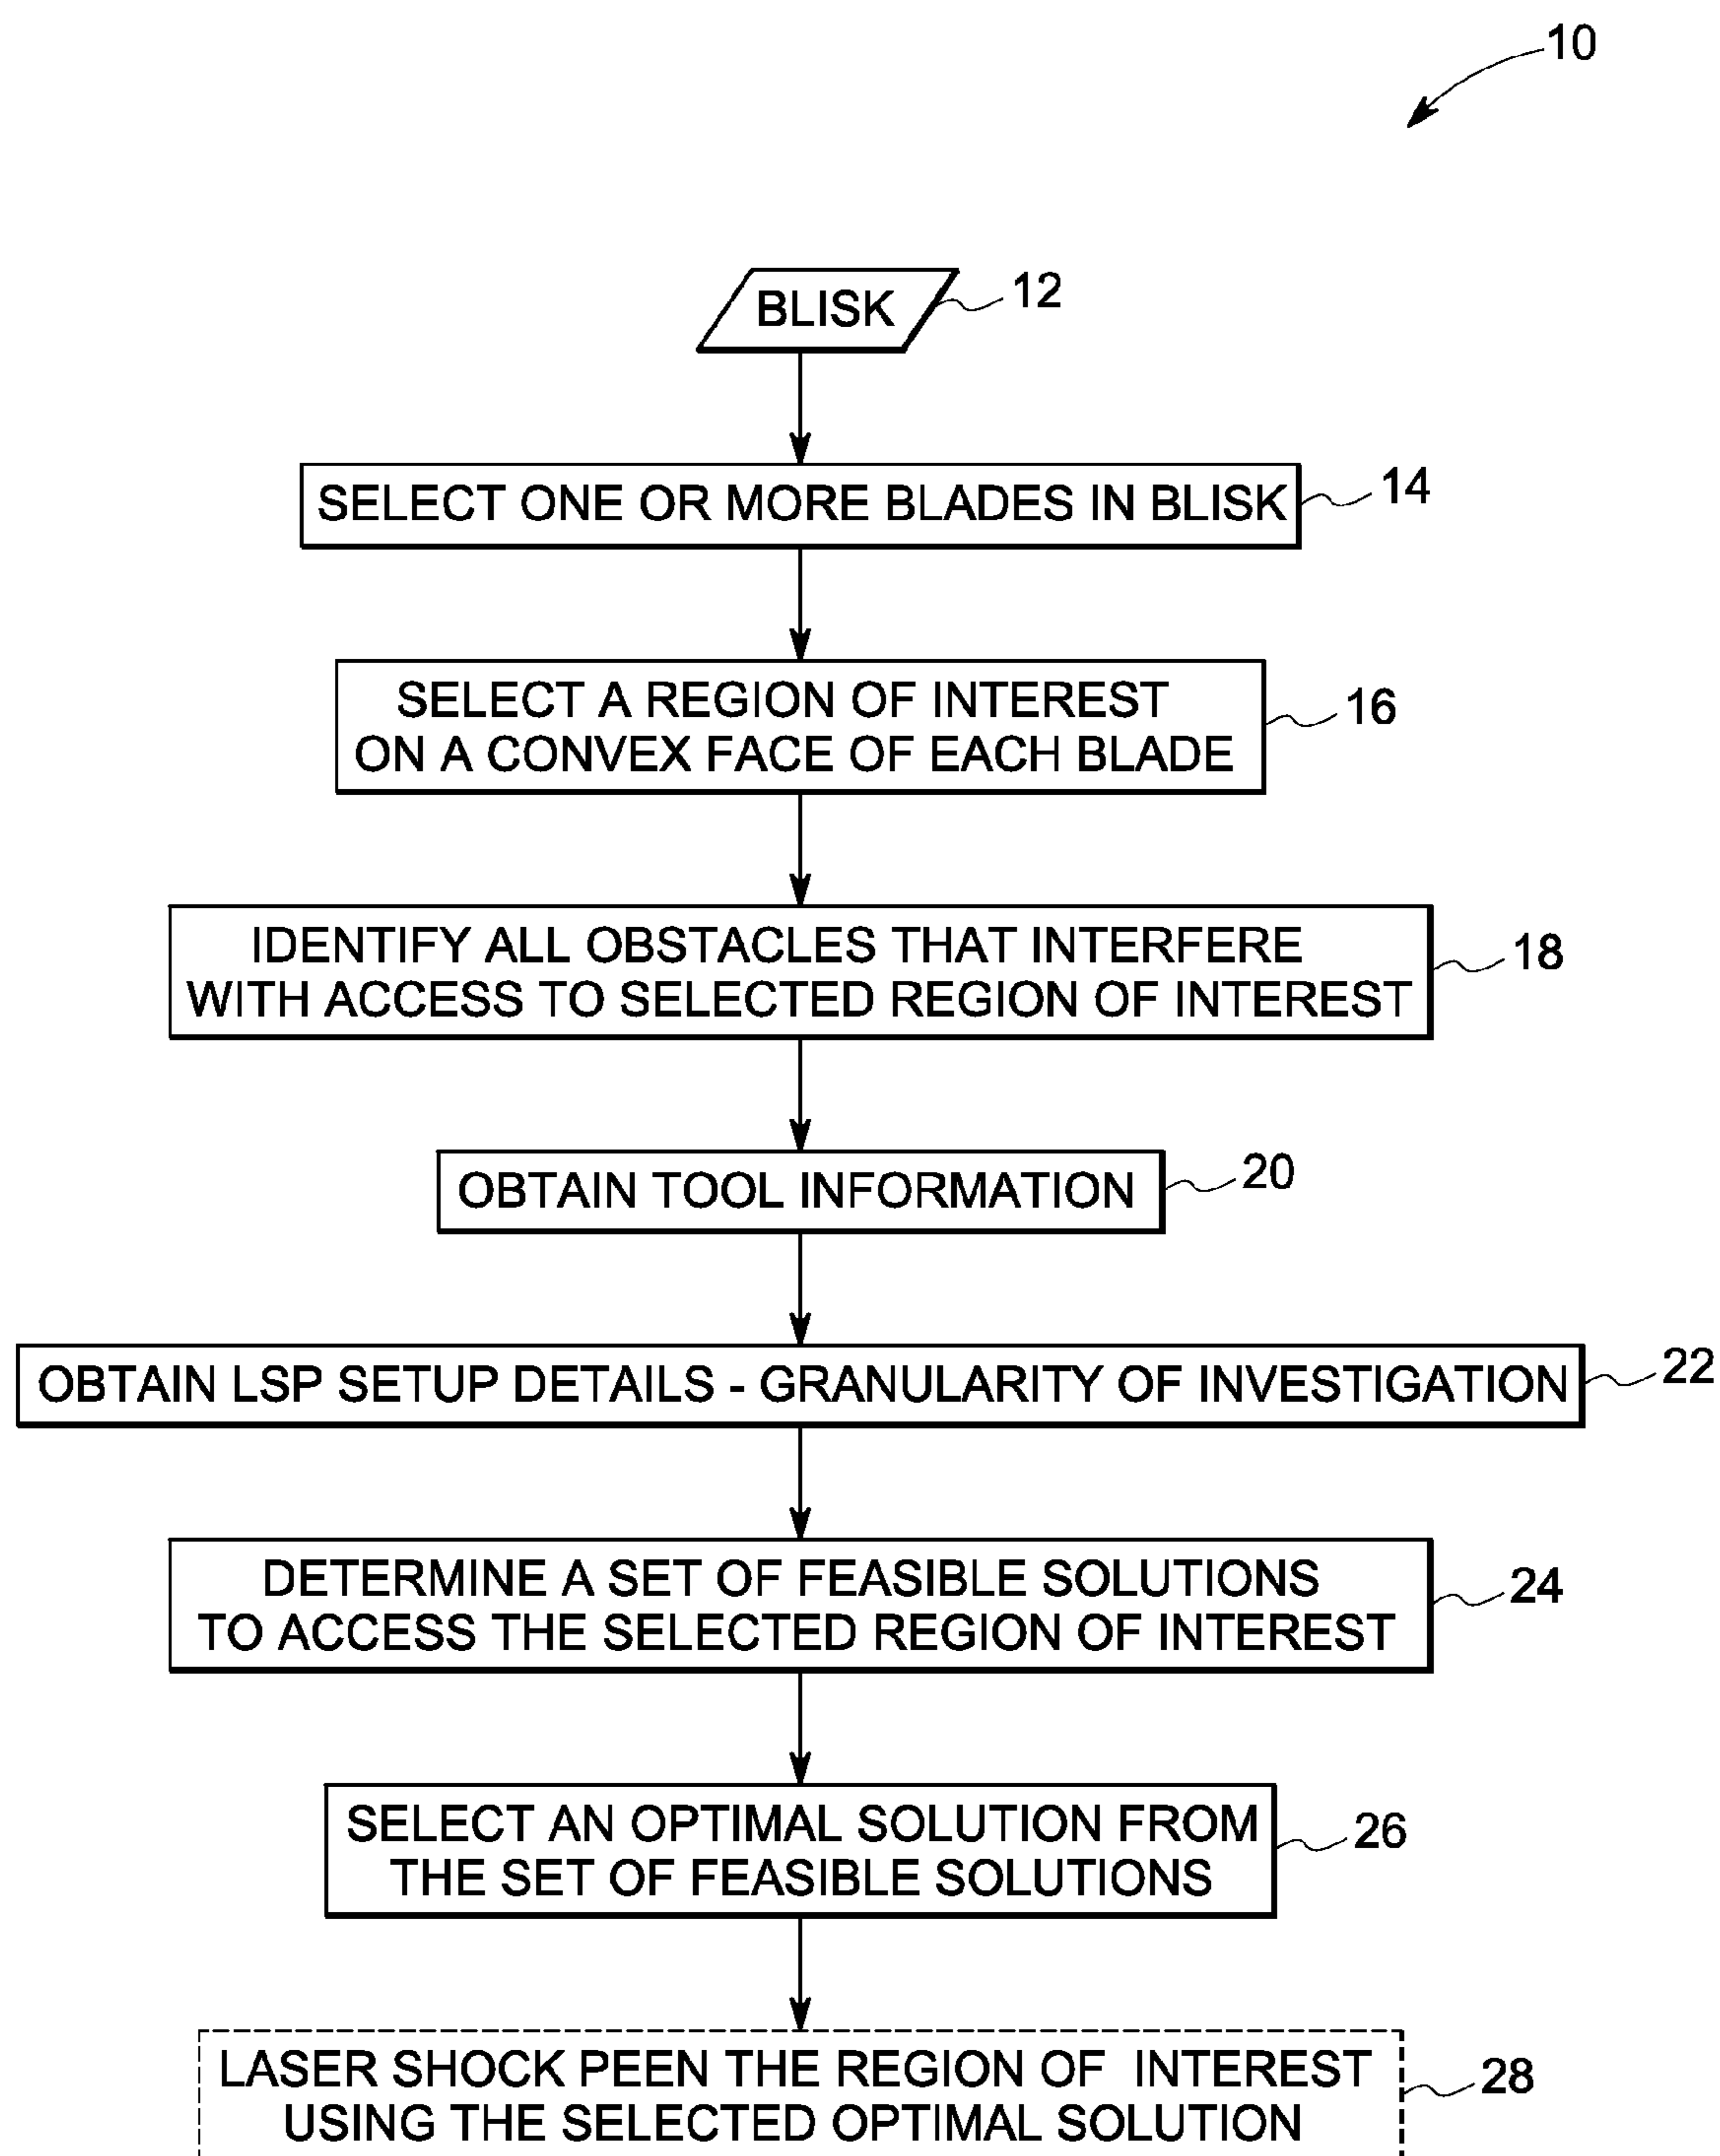 10
BLISK
12
SELECT ONE OR MORE BLADES IN BLISK
14
SELECT A REGION OF INTEREST
ON A CONVEX FACE OF EACH BLADE
16
IDENTIFY ALL OBSTACLES THAT INTERFERE
WITH ACCESS TO SELECTED REGION OF INTEREST
18
OBTAIN TOOL INFORMATION
20
OBTAIN LSP SETUP DETAILS - GRANULARITY OF INVESTIGATION
22
DETERMINE A SET OF FEASIBLE SOLUTIONS
TO ACCESS THE SELECTED REGION OF INTEREST
24
SELECT AN OPTIMAL SOLUTION FROM
THE SET OF FEASIBLE SOLUTIONS
26
LASER SHOCK PEEN THE REGION OF INTEREST
USING THE SELECTED OPTIMAL SOLUTION
28